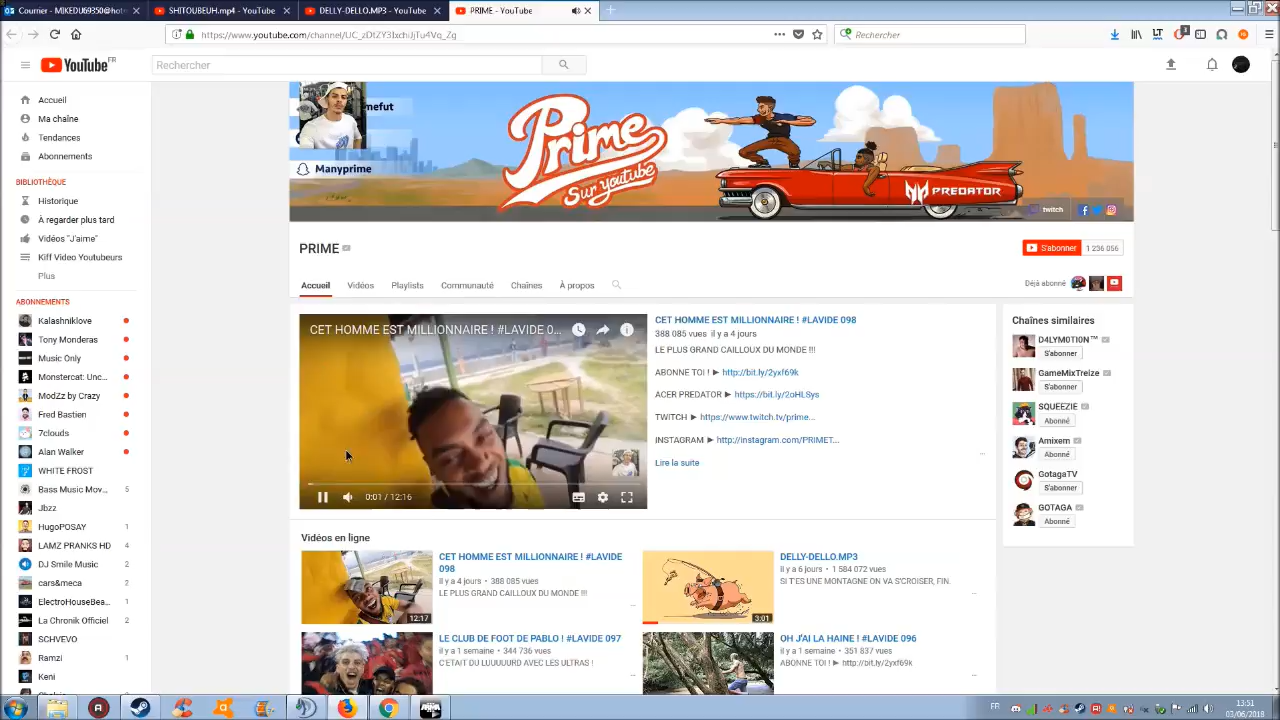 Courrier - MJKEDU69350@hot
SHITOUBEUH.mp4 - YouTube
DELLY-DELLO.MP3 - YouTube
PRIME - YouTube
Rechercher
YouTube FR
Rechercher
Accueil
Ma chaîne
Tendances
Abonnements
BIBLIOTHÈQUE
Historique
À regarder plus tard
Vidéos "J'aime"
Kiff Video Youtubeurs
Plus
ABONNEMENTS
Kalashniklove
Tony Monderas
Music Only
Monstercat: Unc...
ModZz by Crazy
Fred Bastien
7clouds
Alan Walker
WHITE FROST
Bass Music Mov... 5
Jbzz
HugoPOSAY 1
LAMZ PRANKS HD 4
DJ Smile Music 2
cars&meca 2
ElectroHouseBea... 1
La Chronik Officiel 2
SCHVEVO
Ramzi 1
Keni
mefut
Manyprime
Prime
Sur youtube
PREDATOR
twitch
PRIME
S'abonner 1 236 056
Accueil Vidéos Playlists Communauté Chaînes À propos
Déjà abonné
CET HOMME EST MILLIONNAIRE ! #LAVIDE 0...
0:01 / 12:16
CET HOMME EST MILLIONNAIRE ! #LAVIDE 098
388 085 vues il y a 4 jours
LE PLUS GRAND CAILLOUX DU MONDE !!!
ABONNE TOI ! ► http://bit.ly/2yxf69k
ACER PREDATOR ► https://bit.ly/2oHLSys
TWITCH ► https://www.twitch.tv/prime...
INSTAGRAM ► http://instagram.com/PRIMET...
Lire la suite
Chaînes similaires
D4LYM0TI0N™
S'abonner
GameMixTreize
S'abonner
SQUEEZIE
Abonné
Amixem
Abonné
GotagaTV
S'abonner
GOTAGA
Abonné
Vidéos en ligne
CET HOMME EST MILLIONNAIRE ! #LAVIDE
098
il y a 4 jours • 388 085 vues
LE PLUS GRAND CAILLOUX DU MONDE !!!
12:17
DELLY-DELLO.MP3
il y a 6 jours • 1 584 072 vues
SI T'ES UNE MONTAGNE ON VA S'CROISER, FIN.
3:01
LE CLUB DE FOOT DE PABLO ! #LAVIDE 097
il y a 1 semaine • 344 736 vues
C'ETAIT DU LUUUUURD AVEC LES ULTRAS !
OH J'AI LA HAINE ! #LAVIDE 096
il y a 1 semaine • 351 837 vues
ABONNE TOI ! ► http://bit.ly/2yxf69k
FR
13:51
03/06/2018